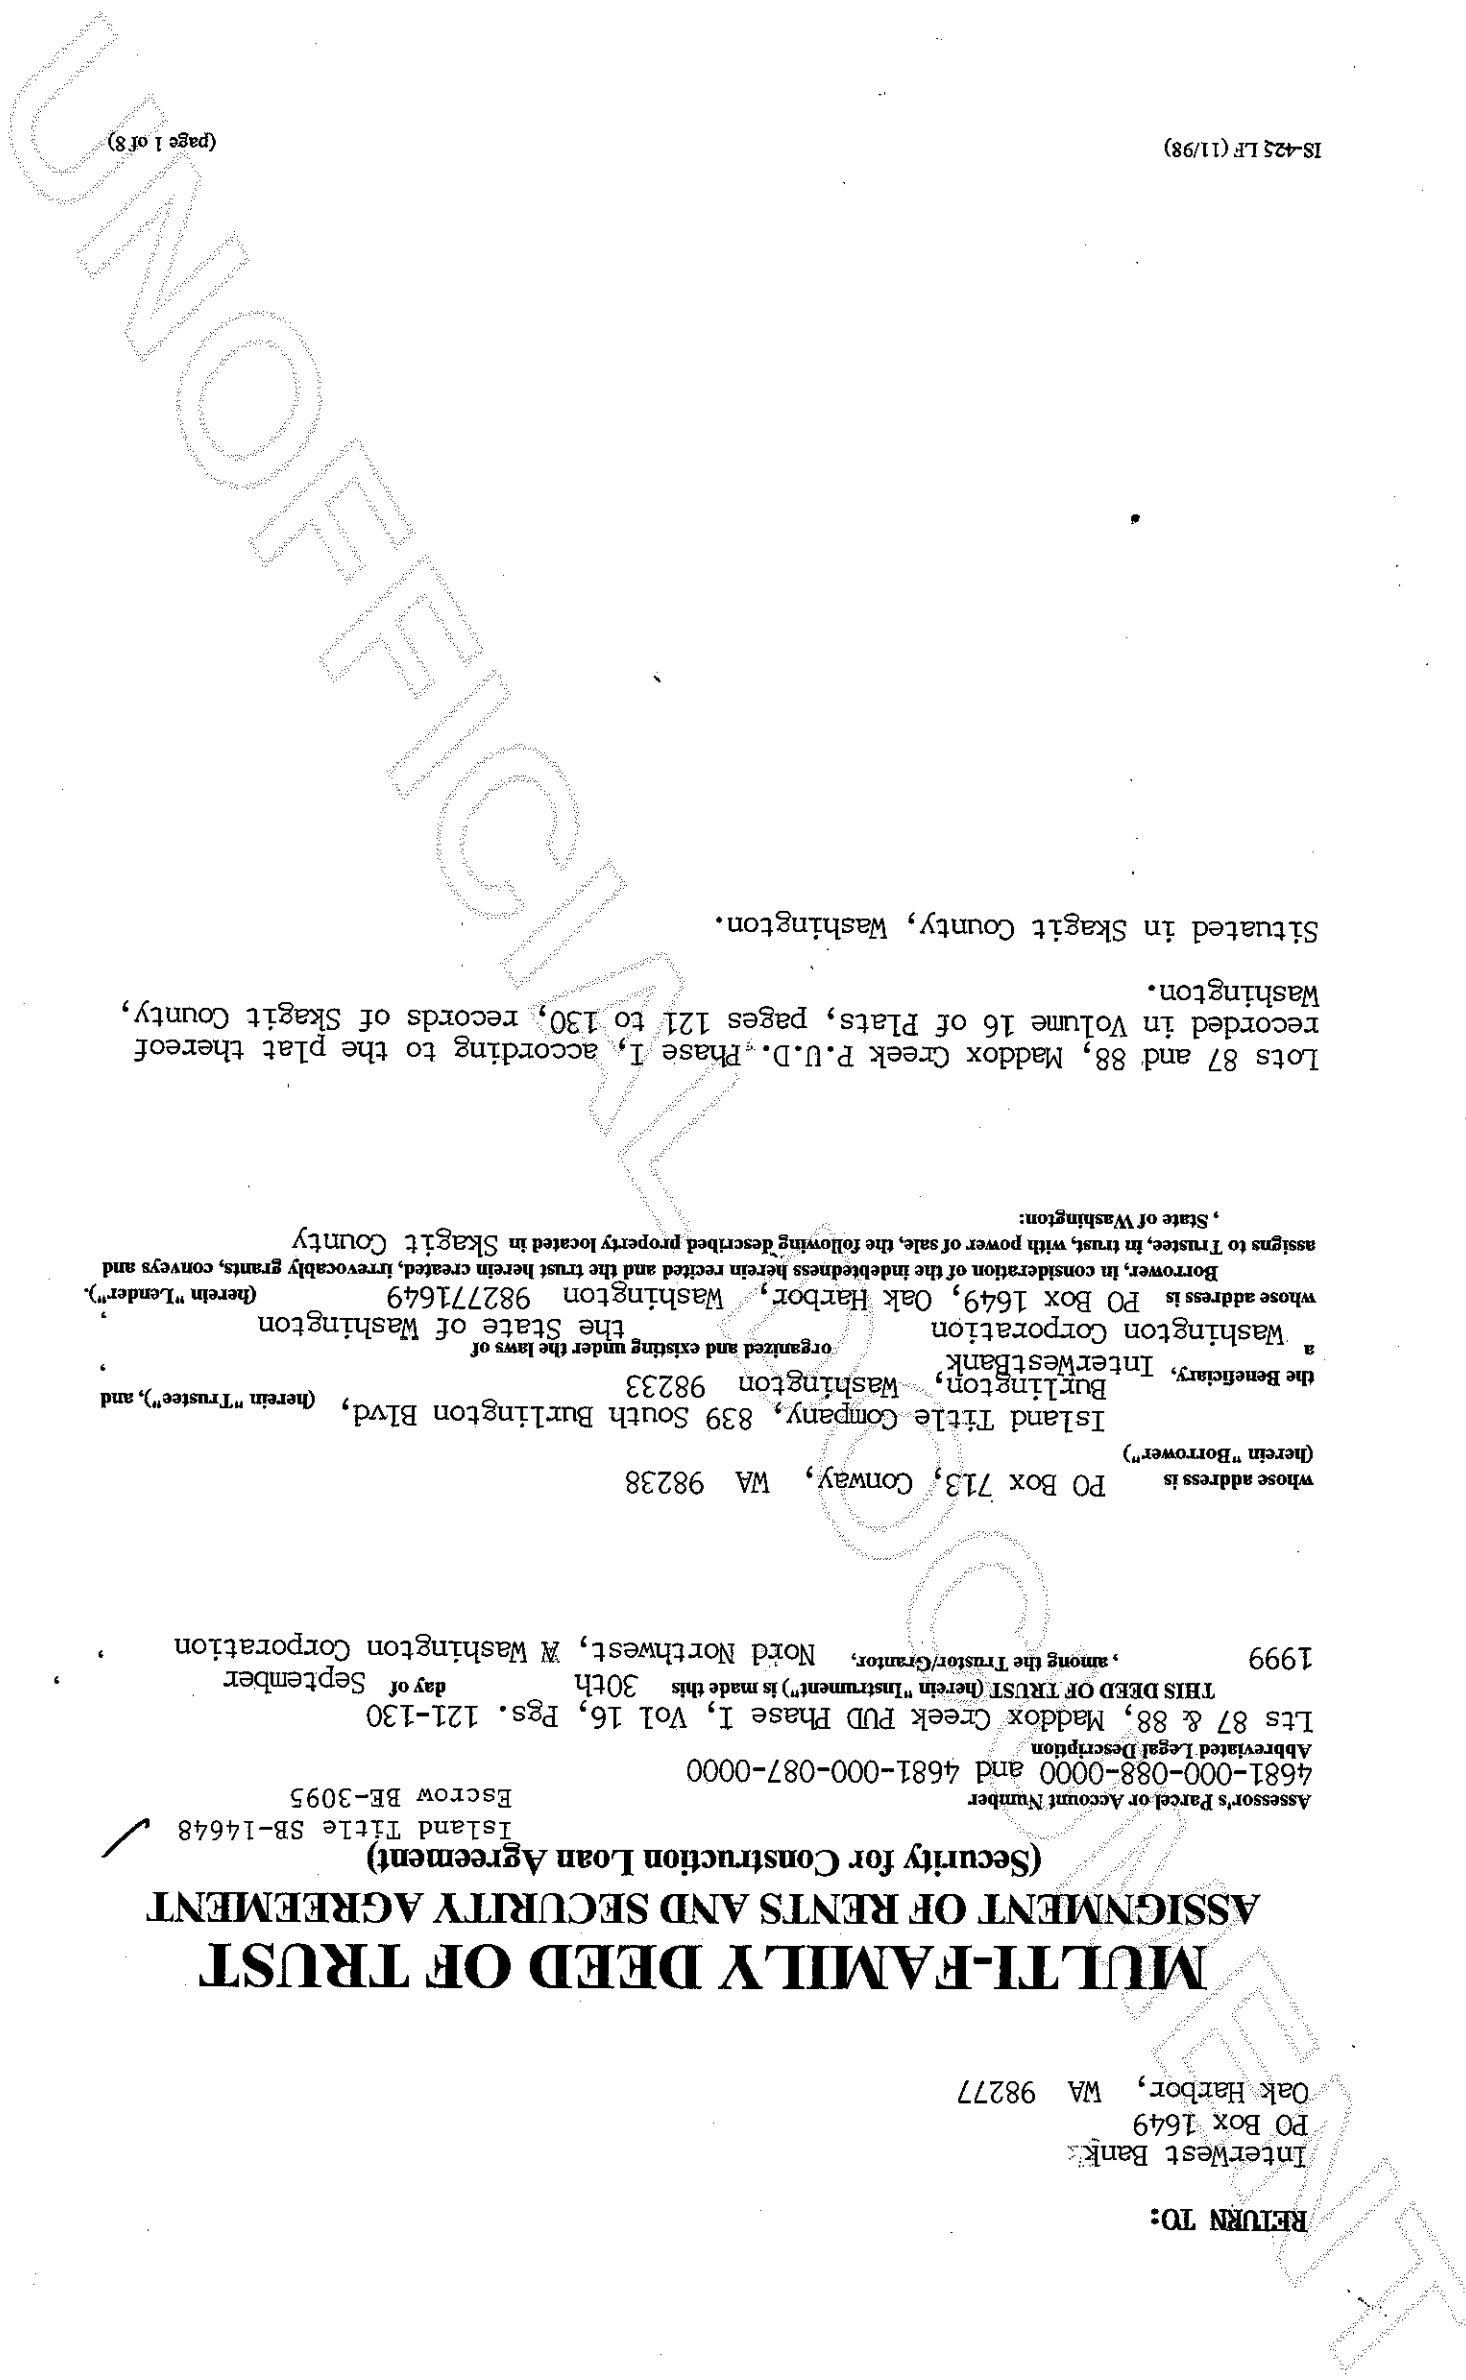 RETURN TO:
InterWest Bank
PO Box 1649
Oak Harbor, WA 98277
MULTI-FAMILY DEED OF TRUST
ASSIGNMENT OF RENTS AND SECURITY AGREEMENT
(Security for Construction Loan Agreement)
Island Title SB-14648
Escrow BE-3095
Assessor's Parcel or Account Number
4681-000-088-0000 and 4681-000-087-0000
Abbreviated Legal Description
Lts 87 & 88, Maddox Creek PUD Phase I, Vol 16, Pgs. 121-130
THIS DEED OF TRUST (herein "Instrument") is made this 30th day of September ,
1999 , among the Trustor/Grantor, Nord Northwest, A Washington Corporation ,
whose address is PO Box 713, Conway, WA 98238
(herein "Borrower")
Island Title Company, 839 South Burlington Blvd, (herein "Trustee"), and
Burlington, Washington 98233
the Beneficiary, InterWestBank ,
a Washington Corporation organized and existing under the laws of the State of Washington ,
whose address is PO Box 1649, Oak Harbor, Washington 982771649 (herein "Lender").
Borrower, in consideration of the indebtedness herein recited and the trust herein created, irrevocably grants, conveys and
assigns to Trustee, in trust, with power of sale, the following described property located in Skagit County
, State of Washington:
Lots 87 and 88, Maddox Creek P.U.D. Phase I, according to the plat thereof
recorded in Volume 16 of Plats, pages 121 to 130, records of Skagit County,
Washington.
Situated in Skagit County, Washington.
IS-425 LF (11/98) (page 1 of 8)
UNOFFICIAL DOCUMENT